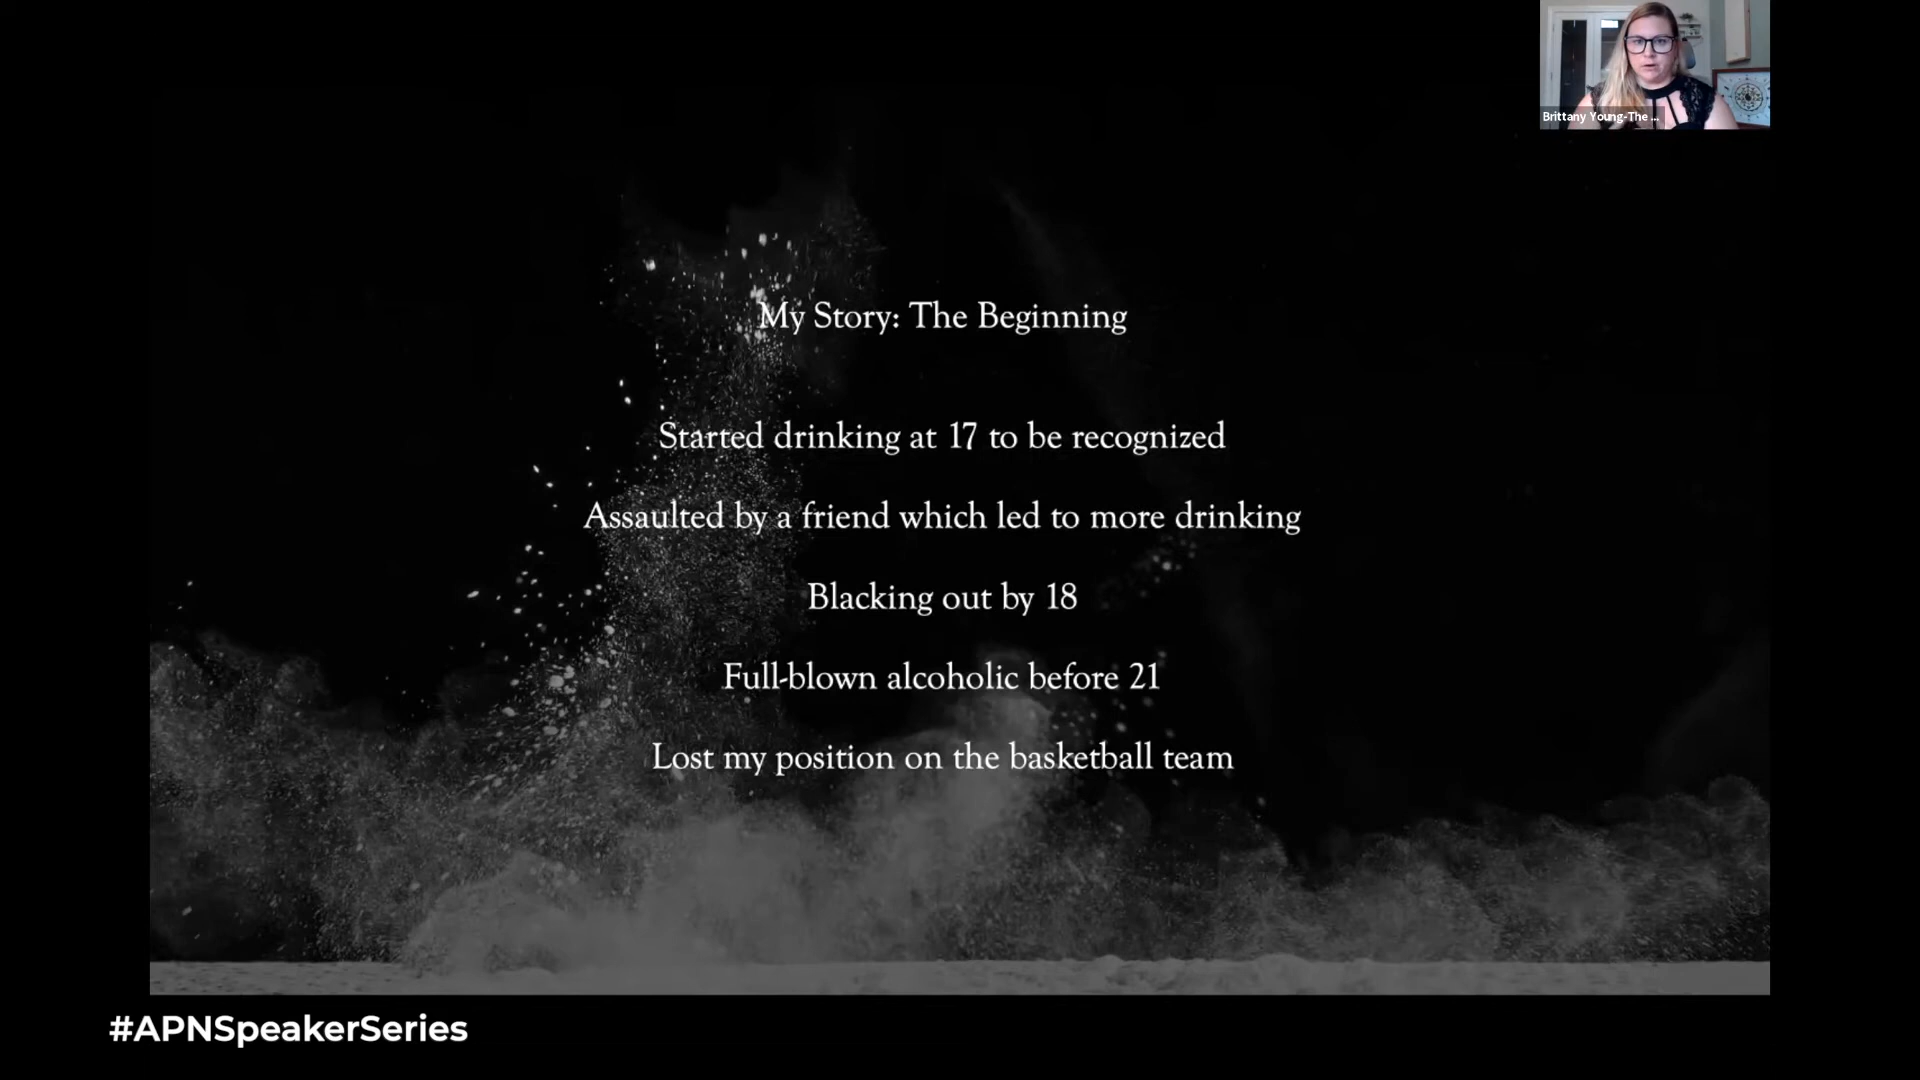 Brittany Young-The ...
My Story: The Beginning
Started drinking at 17 to be recognized
Assaulted by a friend which led to more drinking
Blacking out by 18
Full-blown alcoholic before 21
Lost my position on the basketball team
#APNSpeakerSeries